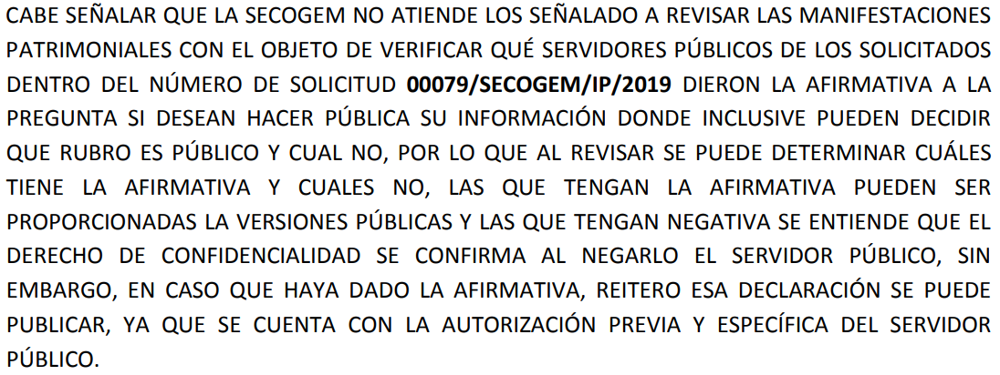 CABE SEÑALAR QUE LA SECOGEM NO ATIENDE LOS SEÑALADO A REVISAR LAS MANIFESTACIONES
PATRIMONIALES CON EL OBJETO DE VERIFICAR QUÉ SERVIDORES PÚBLICOS DE LOS SOLICITADOS
DENTRO DEL NÚMERO DE SOLICITUD 00079/SECOGEM/IP/2019 DIERON LA AFIRMATIVA A LA
PREGUNTA SI DESEAN HACER PÚBLICA SU INFORMACIÓN DONDE INCLUSIVE PUEDEN DECIDIR
QUE RUBRO ES PÚBLICO Y CUAL NO, POR LO QUE AL REVISAR SE PUEDE DETERMINAR CUÁLES
TIENE LA AFIRMATIVA Y CUALES NO, LAS QUE TENGAN LA AFIRMATIVA PUEDEN SER
PROPORCIONADAS LA VERSIONES PÚBLICAS Y LAS QUE TENGAN NEGATIVA SE ENTIENDE QUE EL
DERECHO DE CONFIDENCIALIDAD SE CONFIRMA AL NEGARLO EL SERVIDOR PÚBLICO, SIN
EMBARGO, EN CASO QUE HAYA DADO LA AFIRMATIVA, REITERO ESA DECLARACIÓN SE PUEDE
PUBLICAR, YA QUE SE CUENTA CON LA AUTORIZACIÓN PREVIA Y ESPECÍFICA DEL SERVIDOR
PÚBLICO.